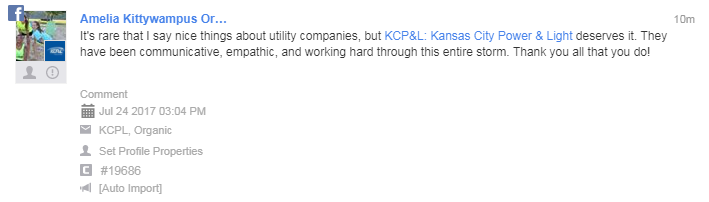 f
Amelia Kittywampus Or…
10m
It's rare that I say nice things about utility companies, but KCP&L: Kansas City Power & Light deserves it. They
have been communicative, empathic, and working hard through this entire storm. Thank you all that you do!
Comment
Jul 24 2017 03:04 PM
KCPL, Organic
Set Profile Properties
C #19686
[Auto Import]